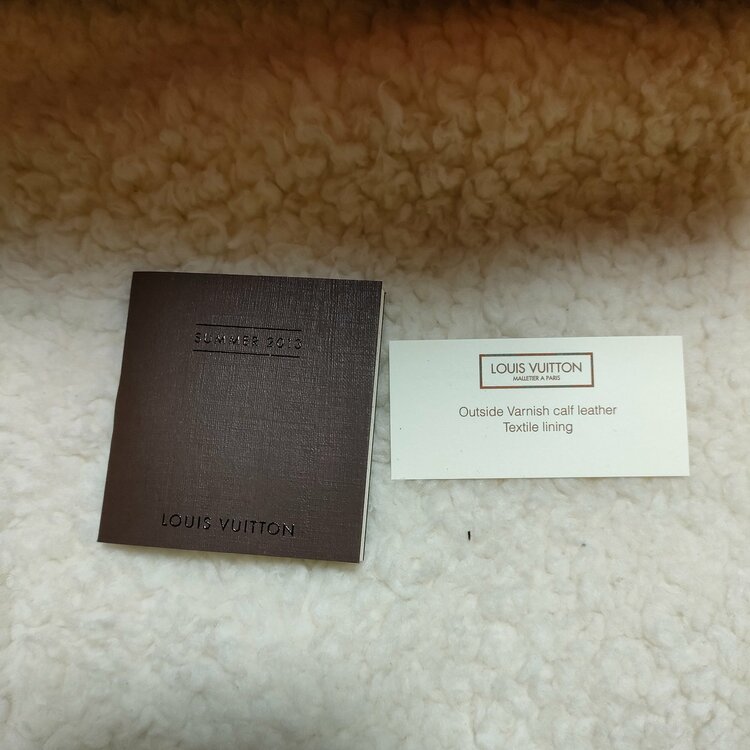 SUMMER 2013
LOUIS VUITTON
LOUIS VUITTON
MALLETIER A PARIS
Outside Varnish calf leather
Textile lining